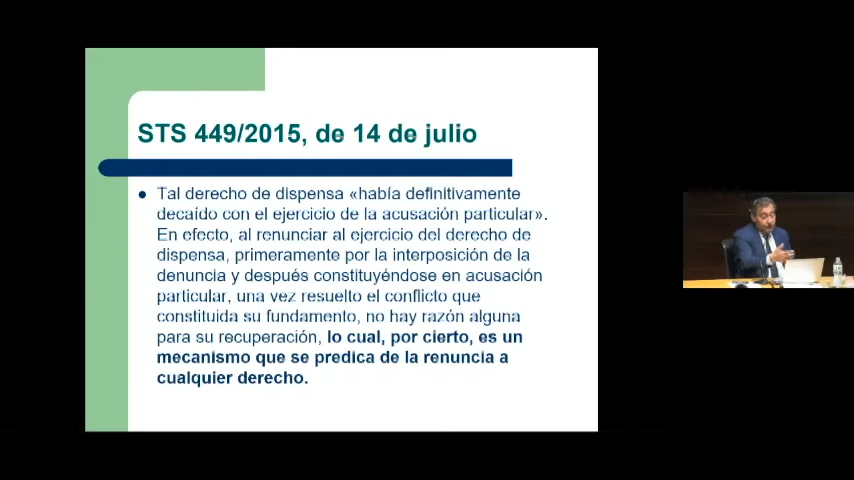 STS 449/2015, de 14 de julio
Tal derecho de dispensa «había definitivamente
decaído con el ejercicio de la acusación particular».
En efecto, al renunciar al ejercicio del derecho de
dispensa, primeramente por la interposición de la
denuncia y después constituyéndose en acusación
particular, una vez resuelto el conflicto que
constituida su fundamento, no hay razón alguna
para su recuperación, lo cual, por cierto, es un
mecanismo que se predica de la renuncia a
cualquier derecho.